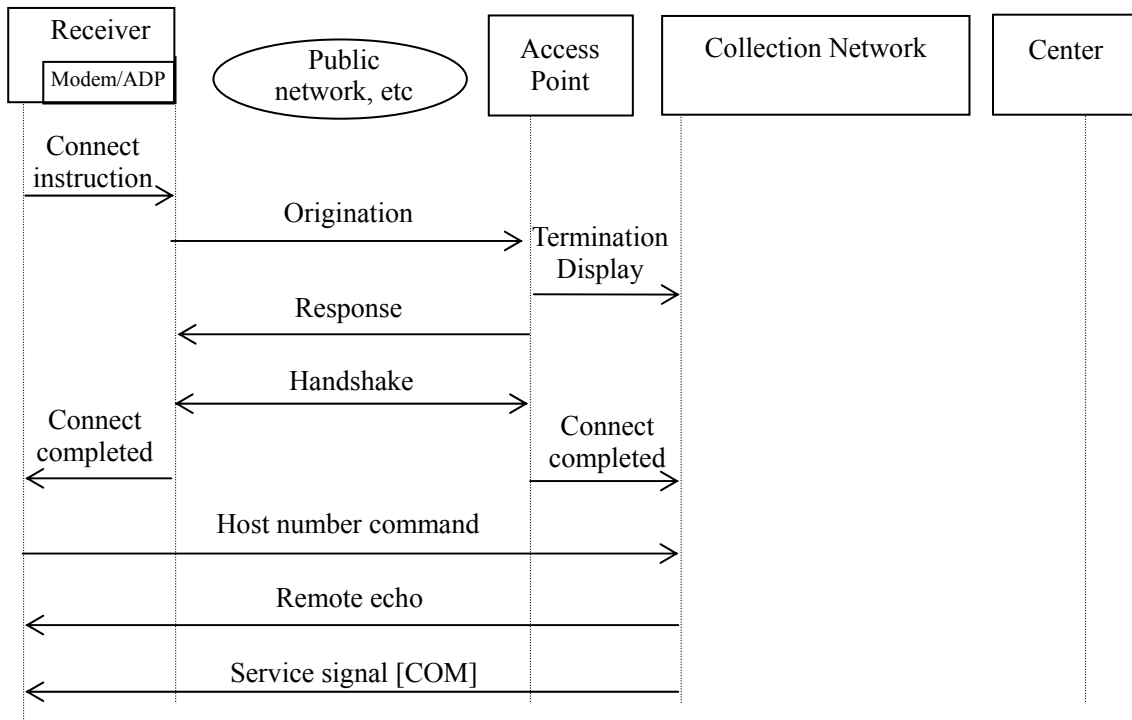 Receiver
Modem/ADP
Public
network, etc
Access
Point
Collection Network
Center
Connect
instruction
Origination
Termination
Display
Response
Handshake
Connect
completed
Connect
completed
Host number command
Remote echo
Service signal [COM]